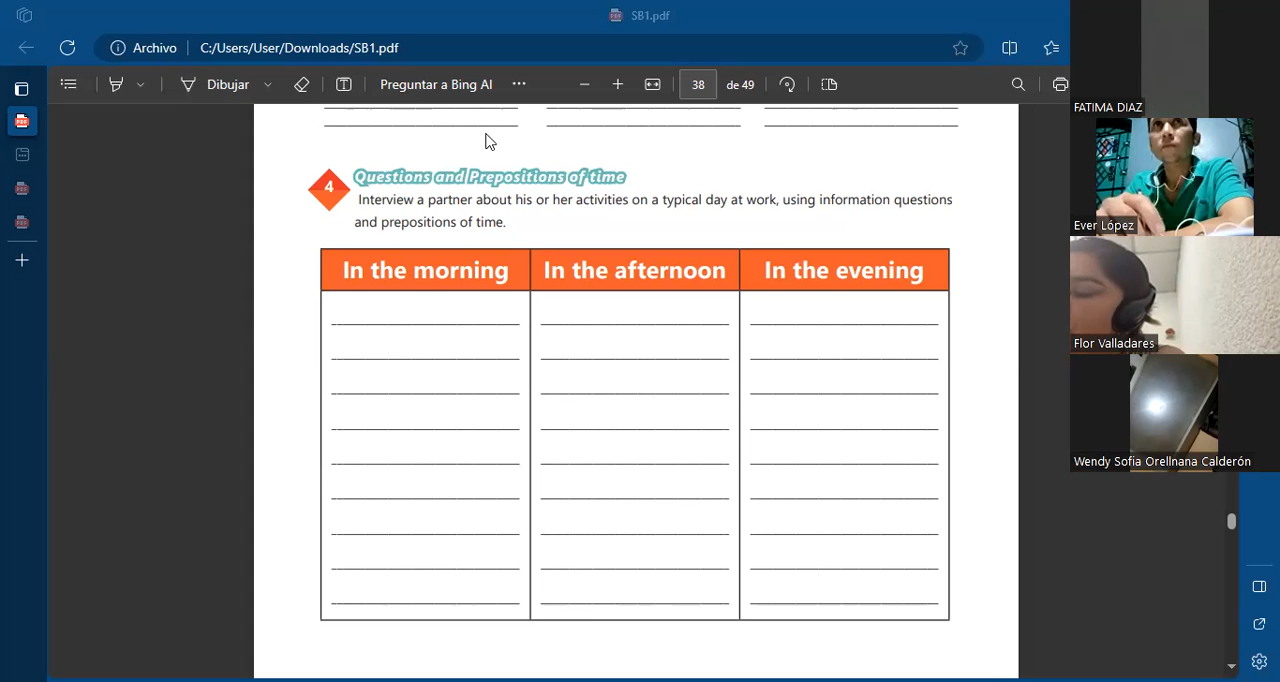 SB1.pdf
Archivo
C:/Users/User/Downloads/SB1.pdf
Dibujar
Preguntar a Bing AI
38
de 49
4
Questions and Prepositions of time
Interview a partner about his or her activities on a typical day at work, using information questions
and prepositions of time.
In the morning
In the afternoon
In the evening
FATIMA DIAZ
Ever López
Flor Valladares
Wendy Sofia Orellnana Calderón